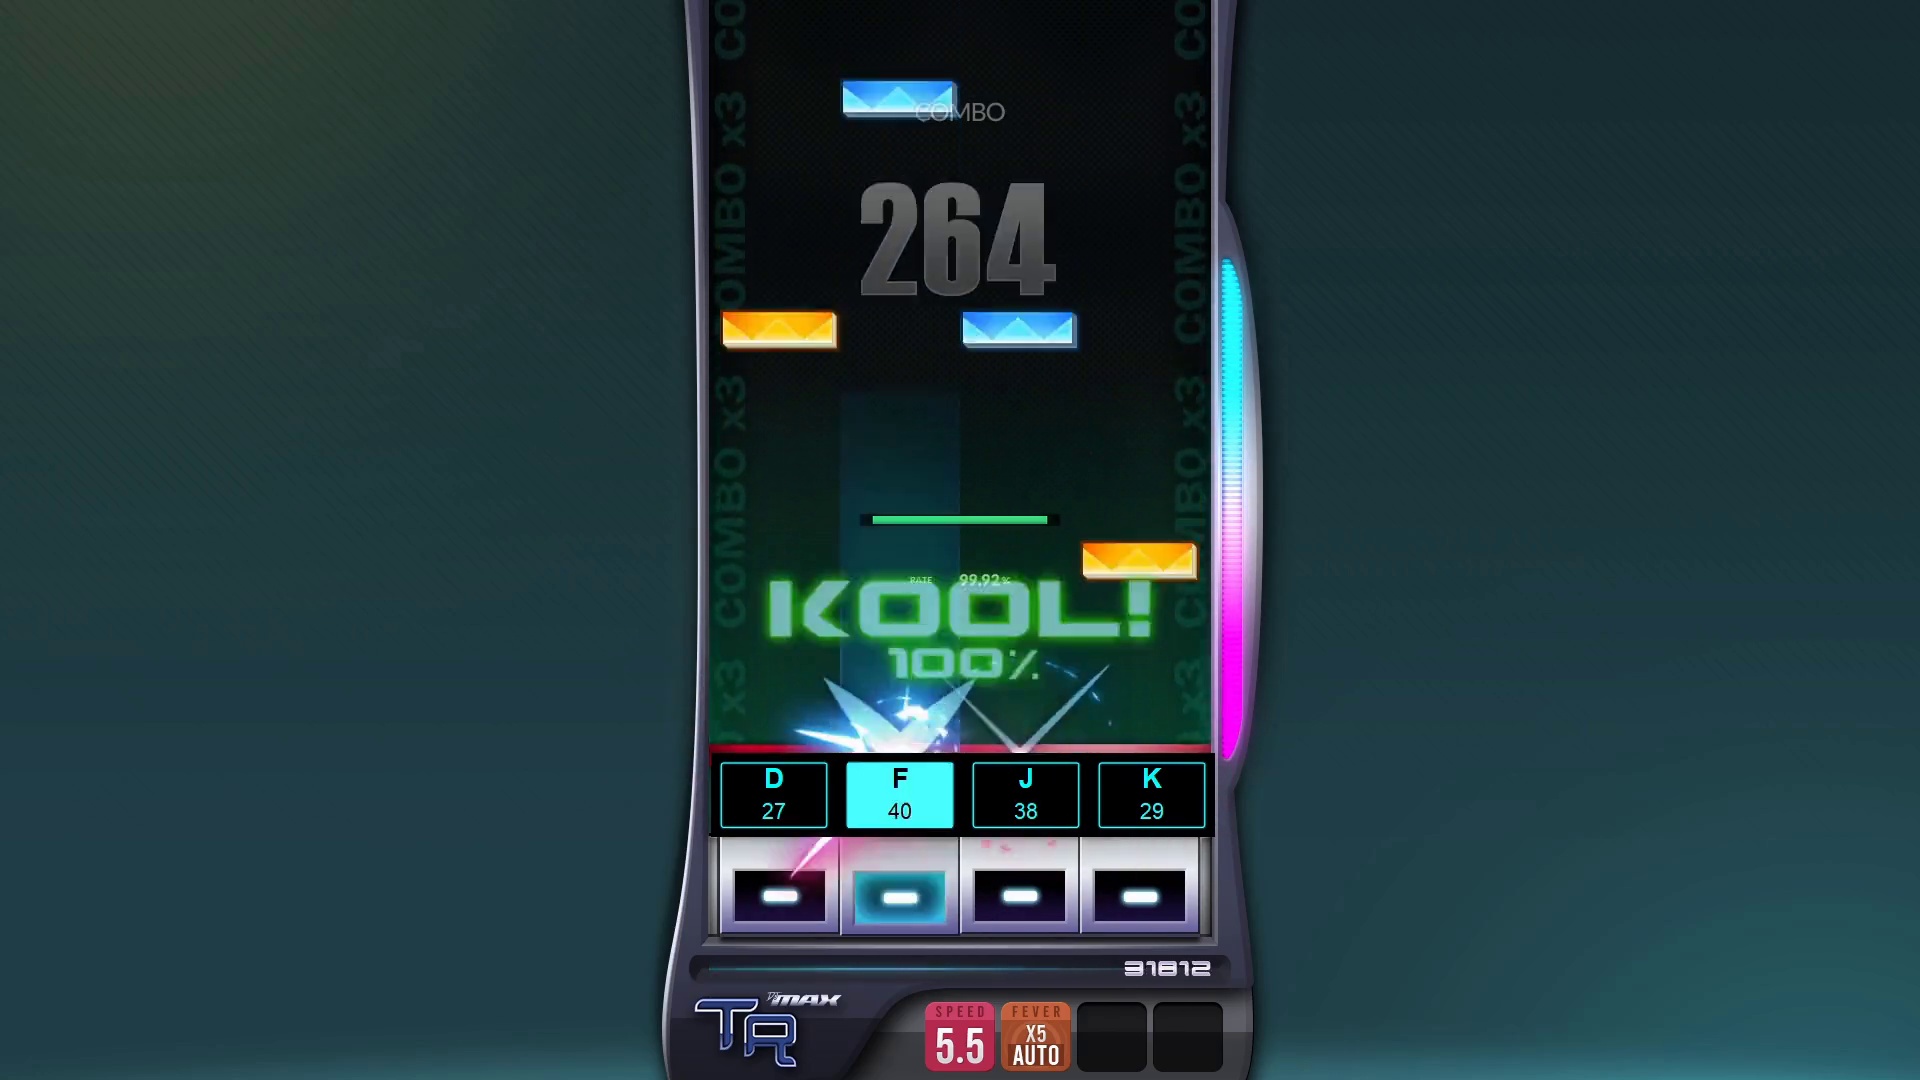 COMBO
264
COMBO x3
COMBO x3
COMBO x3
COMBO x3
RATE 99.92%
KOOL!
100%
D F J K
27 40 38 29
31812
MAX
TR
SPEED
5.5
FEVER
X5
AUTO